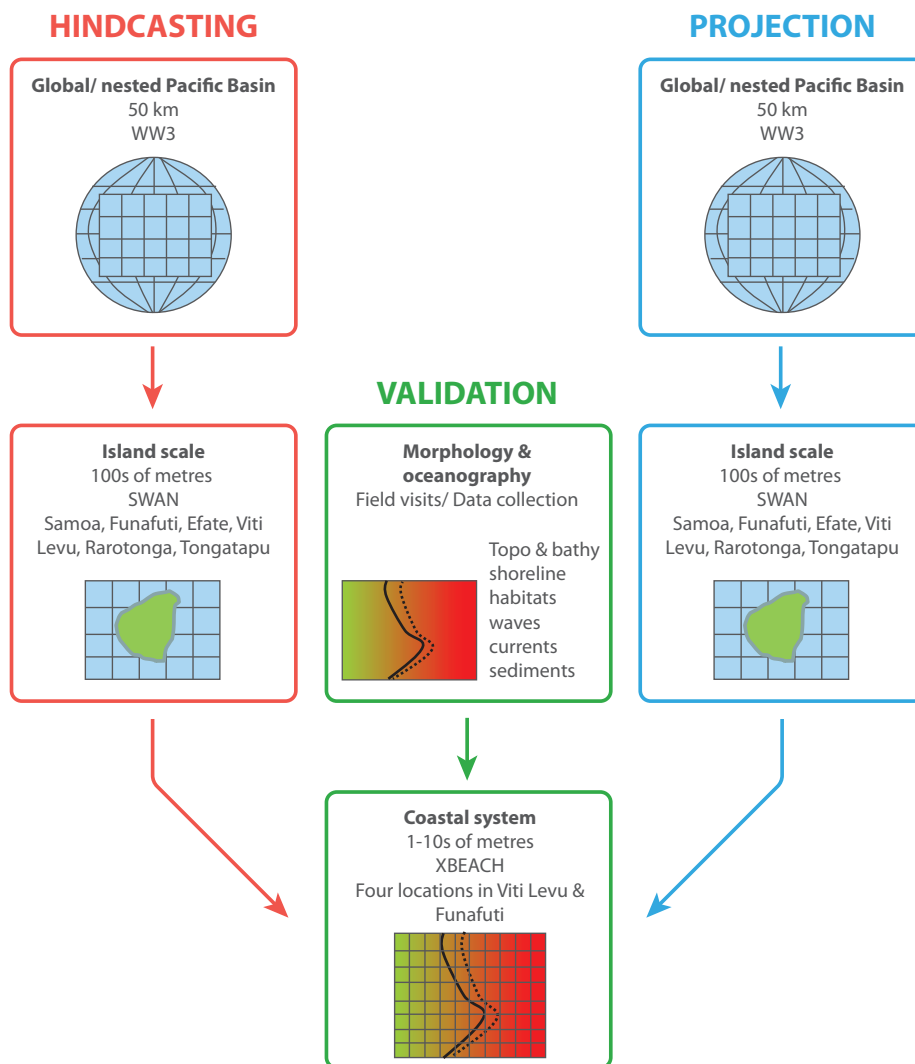 HINDCASTING
PROJECTION
Global/ nested Pacific Basin
50 km
WW3
Global/ nested Pacific Basin
50 km
WW3
VALIDATION
Island scale
100s of metres
SWAN
Samoa, Funafuti, Efate, Viti
Levu, Rarotonga, Tongatapu
Morphology &
oceanography
Field visits/ Data collection
Topo & bathy
shoreline
habitats
waves
currents
sediments
Island scale
100s of metres
SWAN
Samoa, Funafuti, Efate, Viti
Levu, Rarotonga, Tongatapu
Coastal system
1-10s of metres
XBEACH
Four locations in Viti Levu &
Funafuti